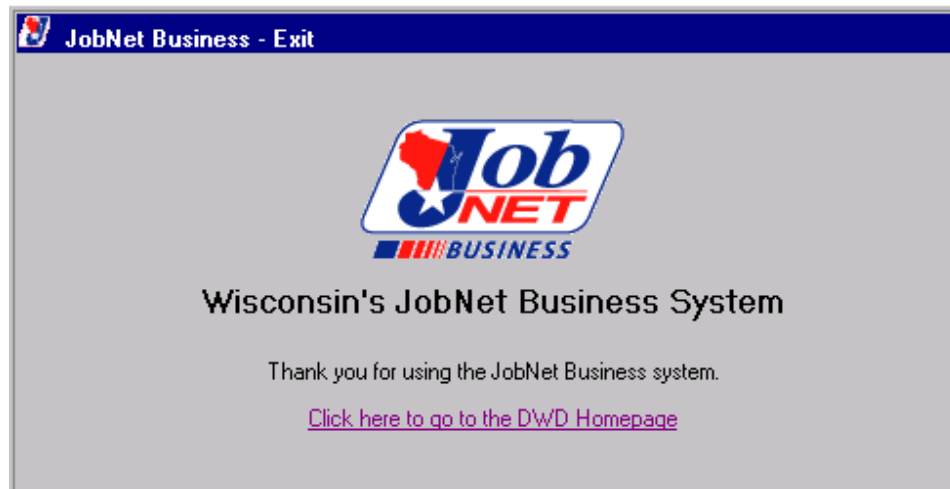 JobNet Business - Exit
Job
NET
BUSINESS
Wisconsin's JobNet Business System
Thank you for using the JobNet Business system.
Click here to go to the DWD Homepage